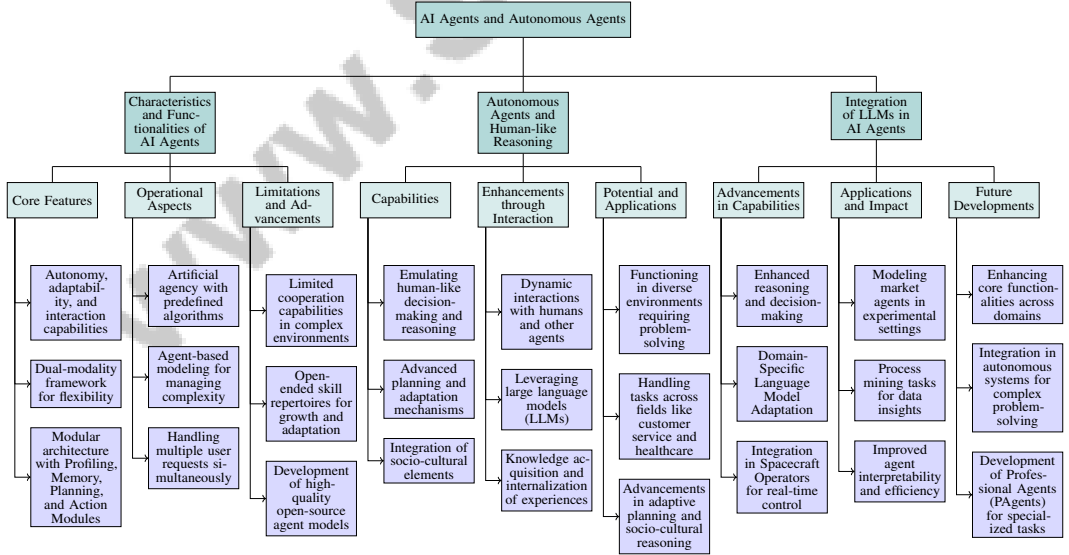 AI Agents and Autonomous Agents
Characteristics
and Func-
tionalities of
AI Agents
Autonomous
Agents and
Human-like
Reasoning
Integration
of LLMs in
AI Agents
Core Features
Operational
Aspects
Limitations
and Ad-
vancements
Capabilities
Enhancements
through
Interaction
Potential and
Applications
Advancements
in Capabilities
Applications
and Impact
Future
Developments
Autonomy,
adaptabil-
ity, and
interaction
capabilities
Dual-modality
framework
for flexibility
Modular
architecture
with Profiling,
Memory,
Planning,
and Action
Modules
Artificial
agency with
predefined
algorithms
Agent-based
modeling for
managing
complexity
Handling
multiple user
requests si-
multaneously
Limited
cooperation
capabilities
in complex
environments
Open-
ended skill
repertoires for
growth and
adaptation
Development
of high-
quality
open-source
agent models
Emulating
human-like
decision-
making and
reasoning
Advanced
planning and
adaptation
mechanisms
Integration of
socio-cultural
elements
Dynamic
interactions
with humans
and other
agents
Leveraging
large language
models
(LLMs)
Knowledge acq-
uisition and
internalization
of experiences
Functioning
in diverse
environments
requiring
problem-
solving
Handling
tasks across
fields like
customer
service and
healthcare
Advancements
in adaptive
planning and
socio-cultural
reasoning
Enhanced
reasoning
and decision-
making
Domain-
Specific
Language
Model
Adaptation
Integration
in Spacecraft
Operators
for real-time
control
Modeling
market
agents in
experimental
settings
Process
mining tasks
for data
insights
Improved
agent
interpretability
and efficiency
Enhancing
core function-
alities across
domains
Integration in
autonomous
systems for
complex
problem-
solving
Development
of Profes-
sional Agents
(PAgents)
for special-
ized tasks
www.s